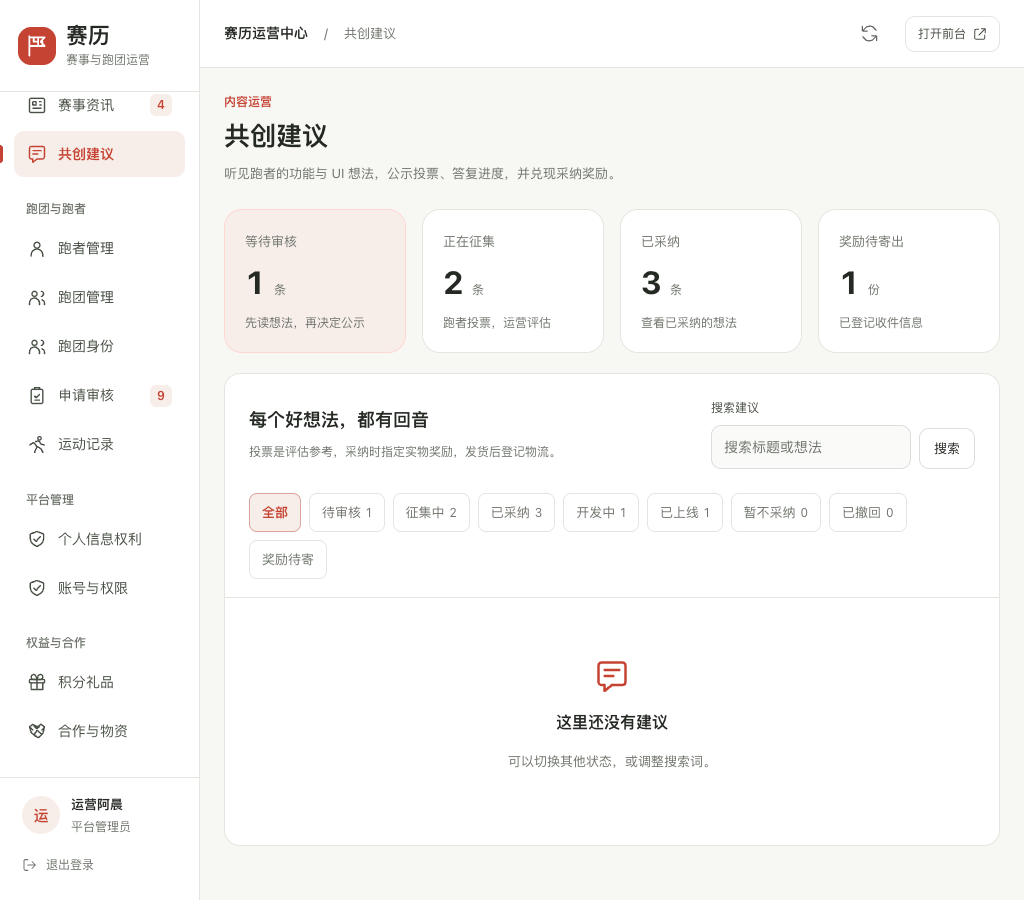 赛历
赛事与跑团运营
赛事资讯 4
共创建议
跑团与跑者
跑者管理
跑团管理
跑团身份
申请审核 9
运动记录
平台管理
个人信息权利
账号与权限
权益与合作
积分礼品
合作与物资
运 运营阿晨
平台管理员
退出登录
赛历运营中心 / 共创建议
打开前台
内容运营
共创建议
听见跑者的功能与 UI 想法，公示投票、答复进度，并兑现采纳奖励。
等待审核
1 条
先读想法，再决定公示
正在征集
2 条
跑者投票，运营评估
已采纳
3 条
查看已采纳的想法
奖励待寄出
1 份
已登记收件信息
每个好想法，都有回音
投票是评估参考，采纳时指定实物奖励，发货后登记物流。
搜索建议
搜索标题或想法 搜索
全部 待审核 1 征集中 2 已采纳 3 开发中 1 已上线 1 暂不采纳 0 已撤回 0
奖励待寄
这里还没有建议
可以切换其他状态，或调整搜索词。